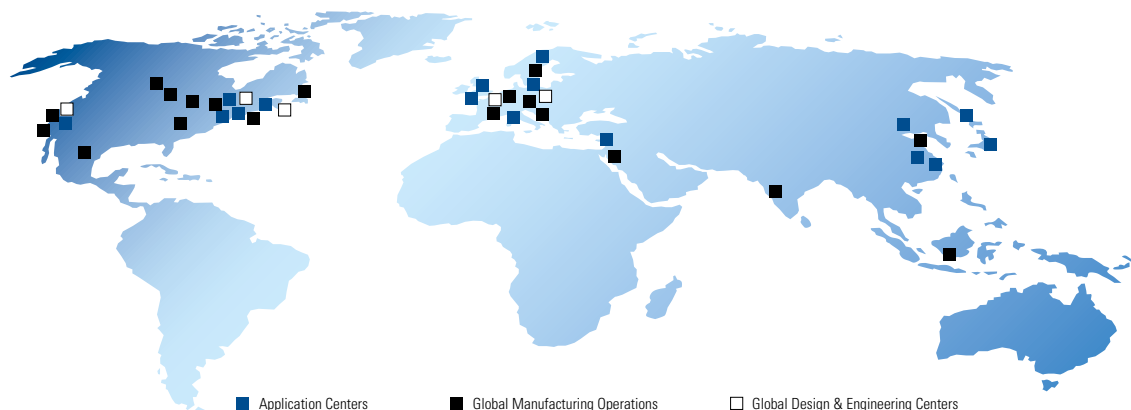 Application Centers
Global Manufacturing Operations
Global Design & Engineering Centers